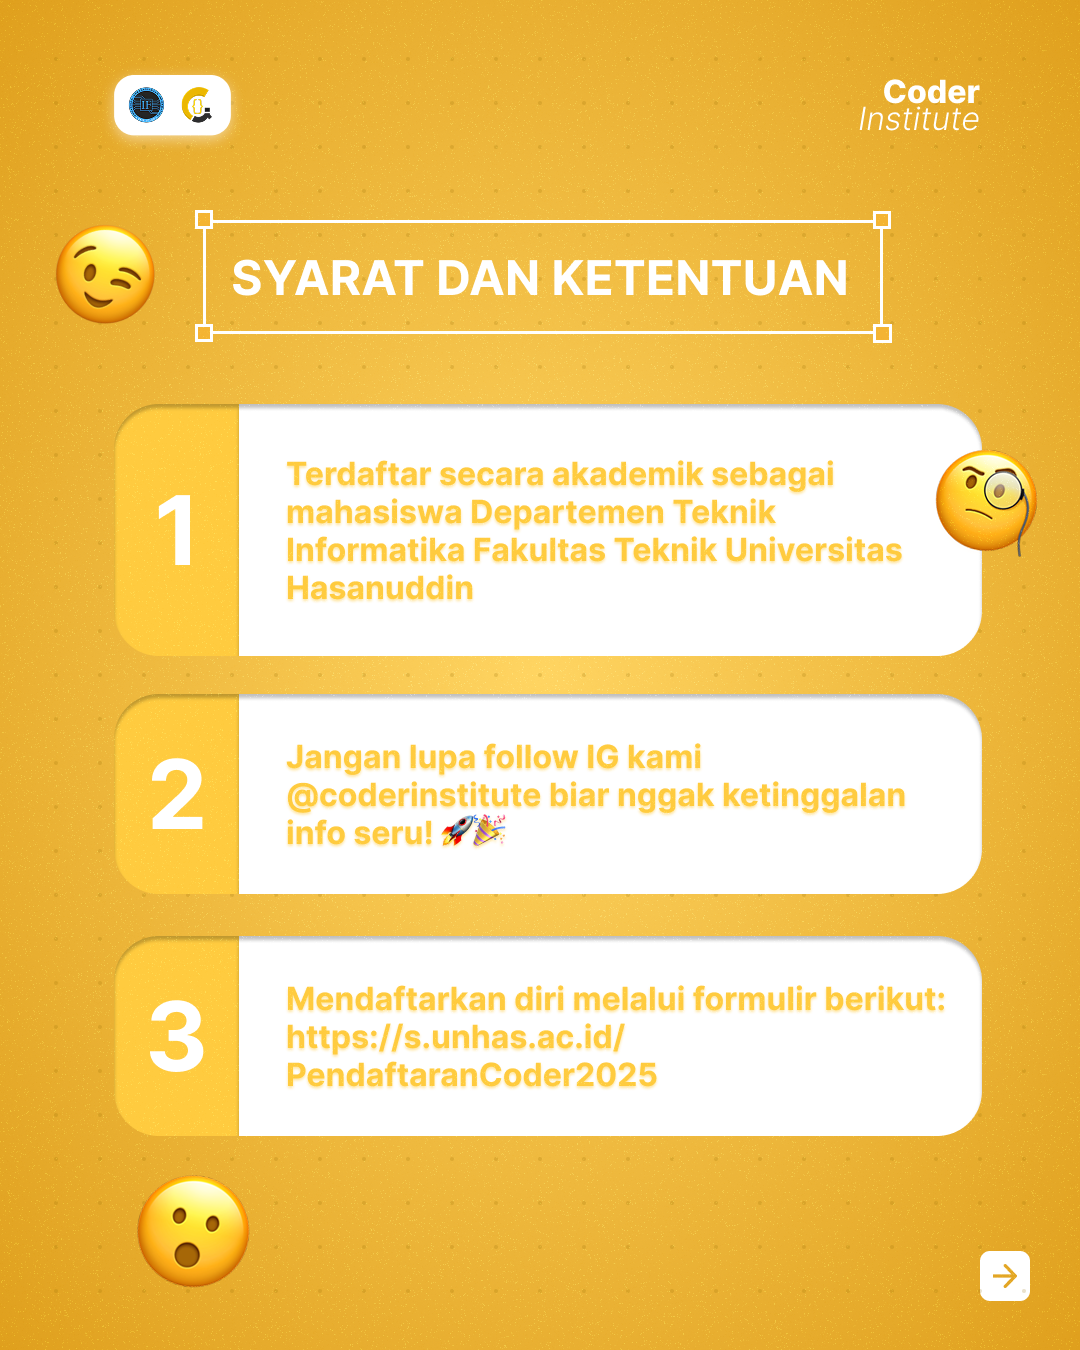 Coder
Institute
SYARAT DAN KETENTUAN
1
Terdaftar secara akademik sebagai
mahasiswa Departemen Teknik
Informatika Fakultas Teknik Universitas
Hasanuddin
2
Jangan lupa follow IG kami
@coderinstitute biar nggak ketinggalan
info seru! 🚀🎉
3
Mendaftarkan diri melalui formulir berikut:
https://s.unhas.ac.id/
PendaftaranCoder2025